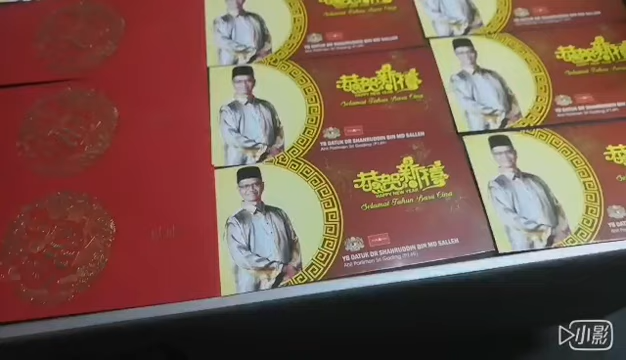 恭贺新禧
HAPPY NEW YEAR
Selamat Tahun Baru Cina
YB DATUK DR SHAHRUDDIN BIN MD SALLEH
Ahli Parlimen Sri Gading (P.149)
小影